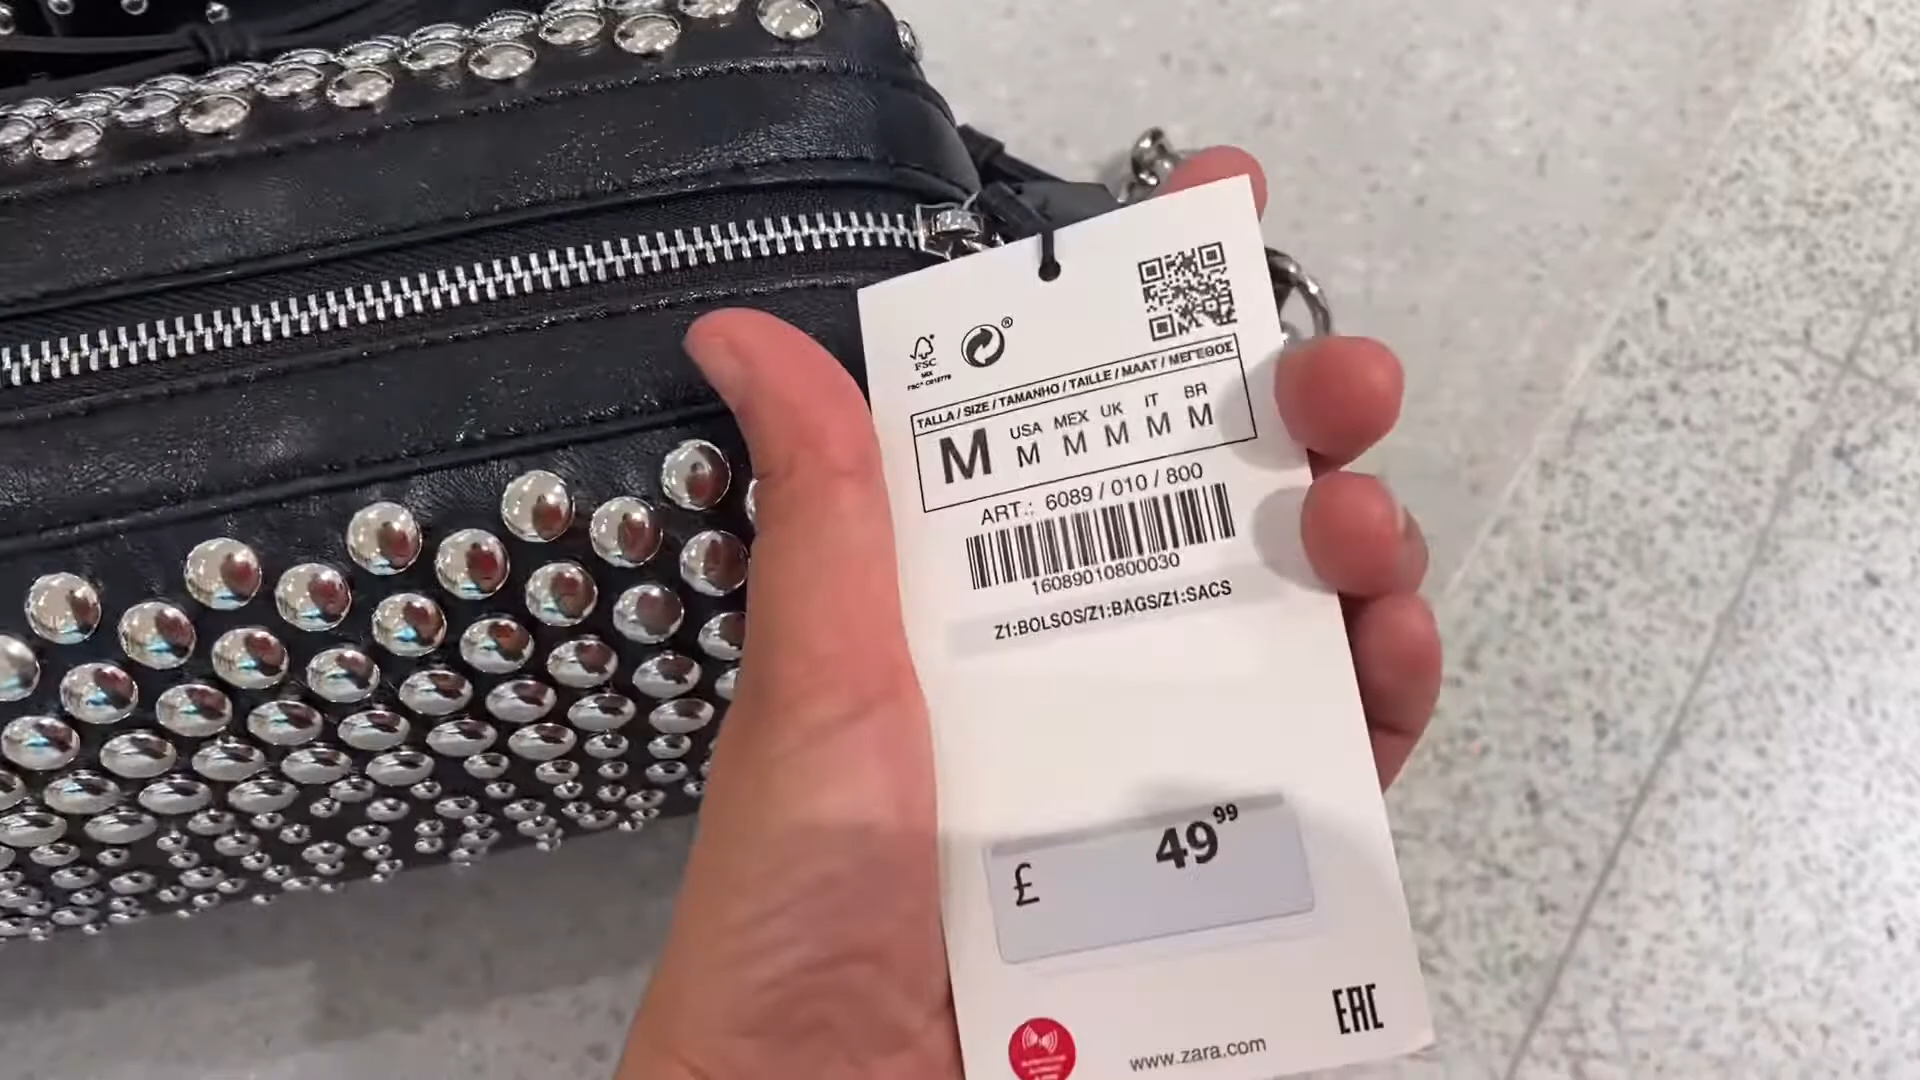 FSC
MIX
®
TALLA / SIZE / TAMANHO / TAILLE / MAAT / ΜΕΓΕΘΟΣ
M
USA MEX UK IT BR
M M M M M
ART.: 6089 / 010 / 800
16089010800030
Z1:BOLSOS/Z1:BAGS/Z1:SACS
£ 49 99
EAC
www.zara.com